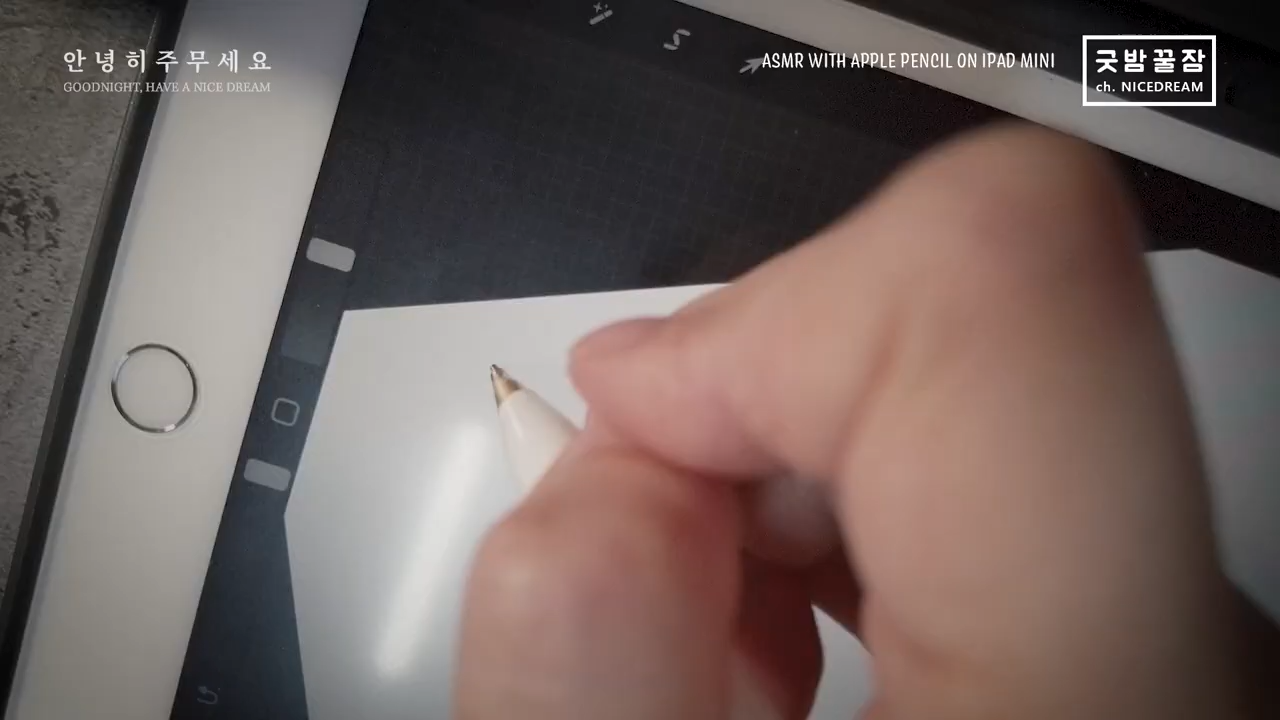 안녕히주무세요
GOODNIGHT, HAVE A NICE DREAM
ASMR WITH APPLE PENCIL ON IPAD MINI
굿밤꿀잠
ch. NICEDREAM